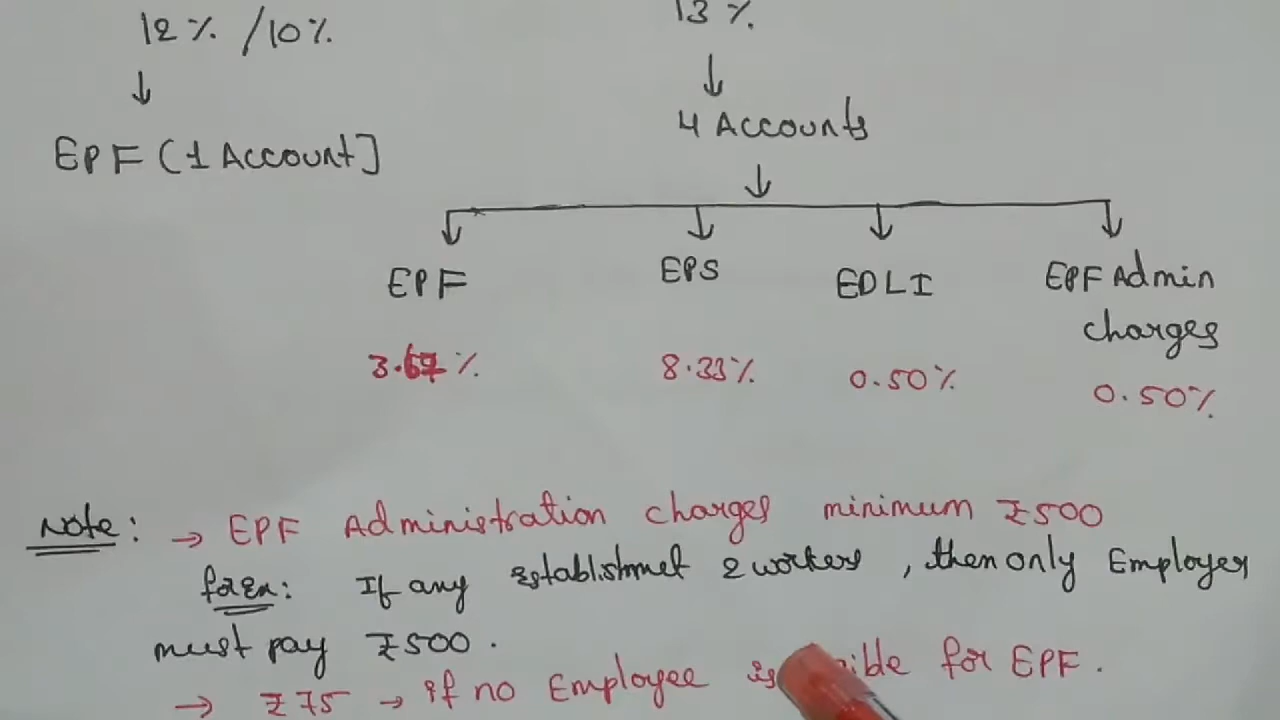 12% /10%
13%
4 Accounts
EPF (1 Account]
EPF
EPS
EDLI
EPF Admin
charges
3.67%
8.33%
0.50%
0.50%
Note: → EPF Administration charges minimum ₹500
for Ex: If any establishmet 2 workers, then only Employer
must pay ₹500.
→ ₹75 → if no Employee is for EPF.